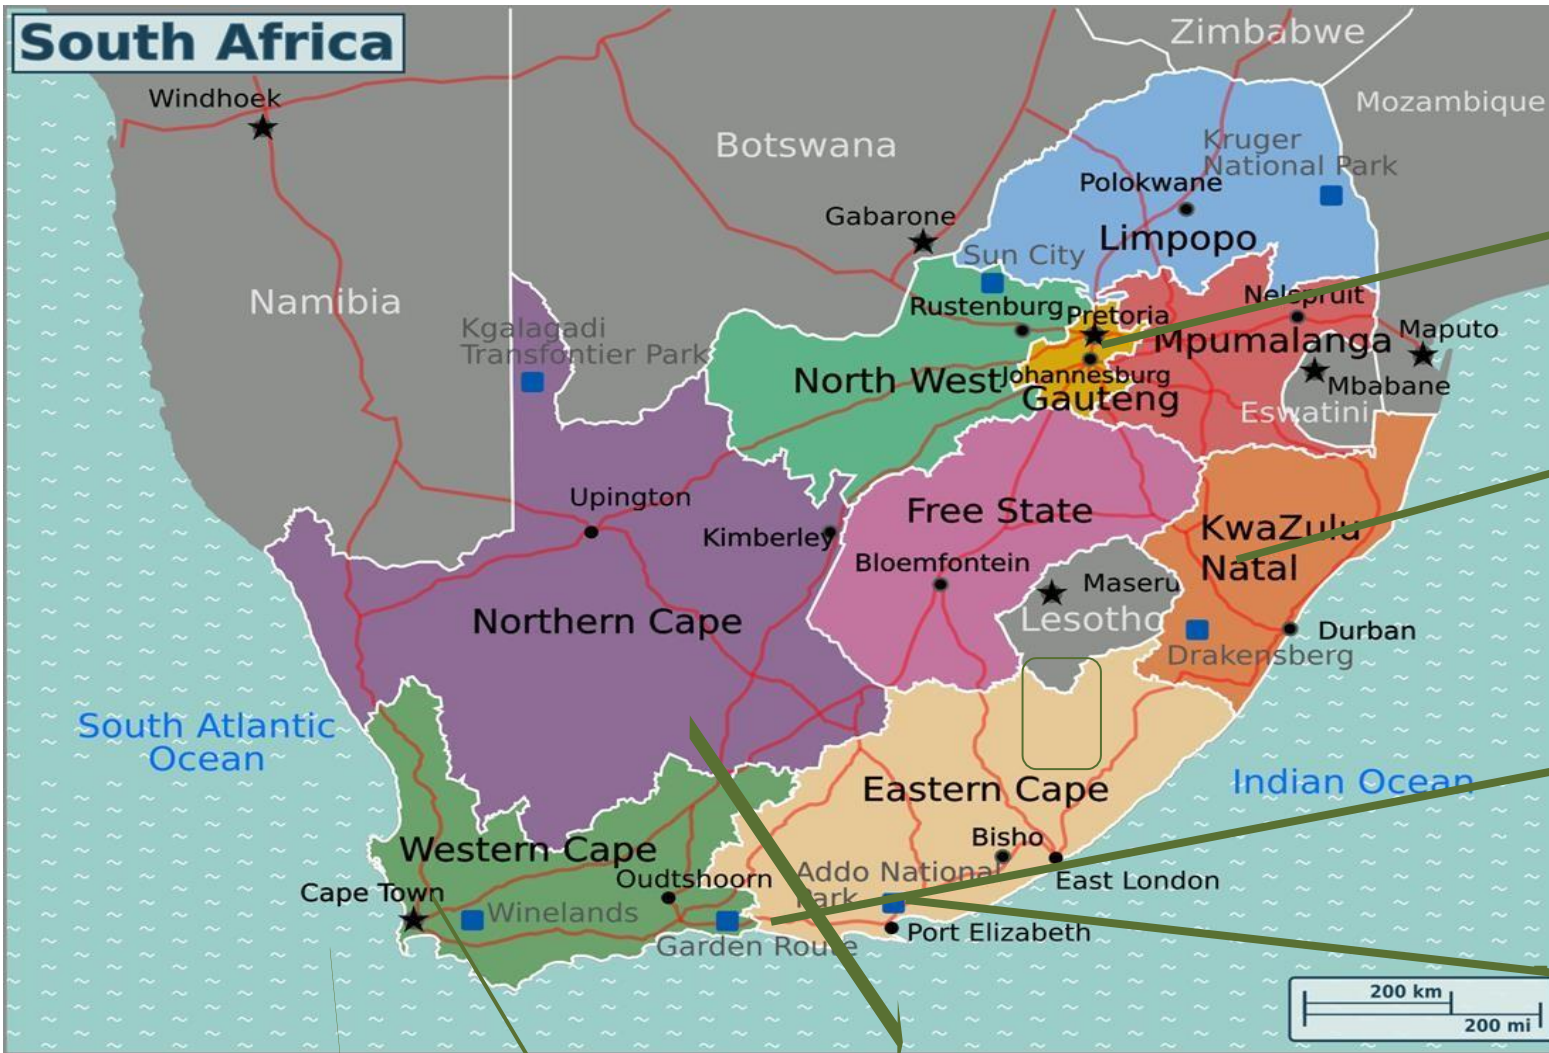 South Africa
Zimbabwe
Windhoek
Mozambique
Botswana
Kruger
National Park
Polokwane
Gabarone
Limpopo
Sun City
Namibia
Nelspruit
Rustenburg
Pretoria
Kgalagadi
Transfontier Park
Maputo
Mpumalanga
North West
Johannesburg
Mbabane
Gauteng
Eswatini
Upington
Free State
KwaZulu
Natal
Kimberley
Bloemfontein
Maseru
Lesotho
Northern Cape
Durban
Drakensberg
South Atlantic
Ocean
Indian Ocean
Eastern Cape
Bisho
Western Cape
Addo National
Park
Oudtshoorn
East London
Cape Town
Winelands
Port Elizabeth
Garden Route
200 km
200 mi